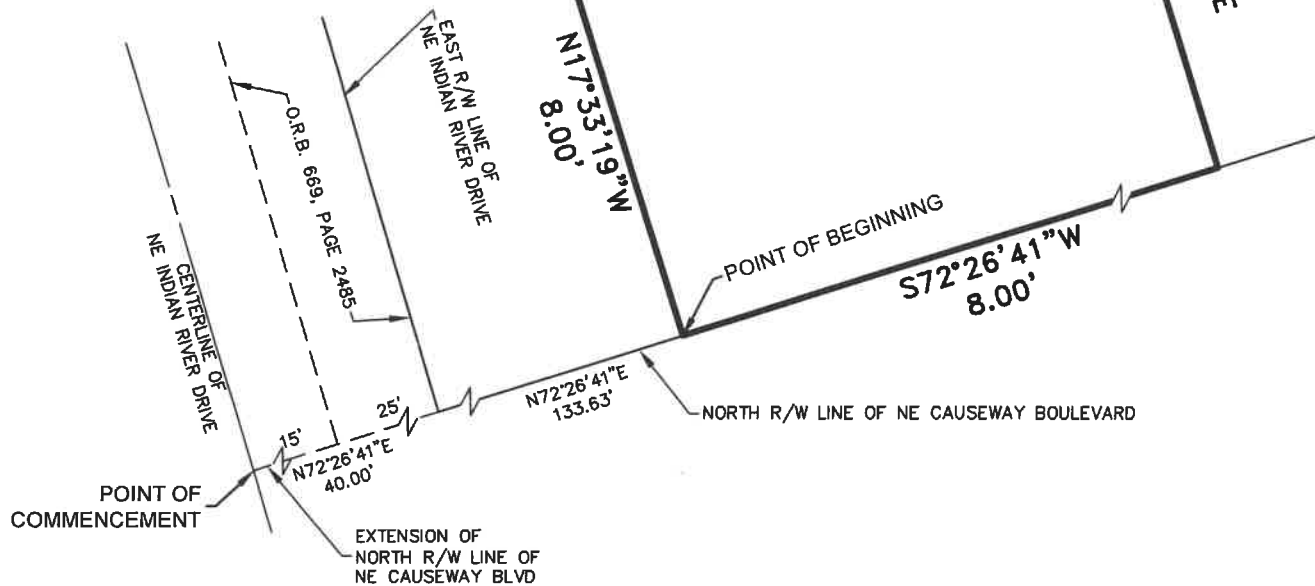 E
EAST R/W LINE OF
NE INDIAN RIVER DRIVE
N17°33'19"W
8.00'
O.R.B. 669, PAGE 2485
CENTERLINE OF
NE INDIAN RIVER DRIVE
POINT OF BEGINNING
S72°26'41"W
8.00'
N72°26'41"E
133.63'
NORTH R/W LINE OF NE CAUSEWAY BOULEVARD
15'
25'
N72°26'41"E
40.00'
POINT OF
COMMENCEMENT
EXTENSION OF
NORTH R/W LINE OF
NE CAUSEWAY BLVD